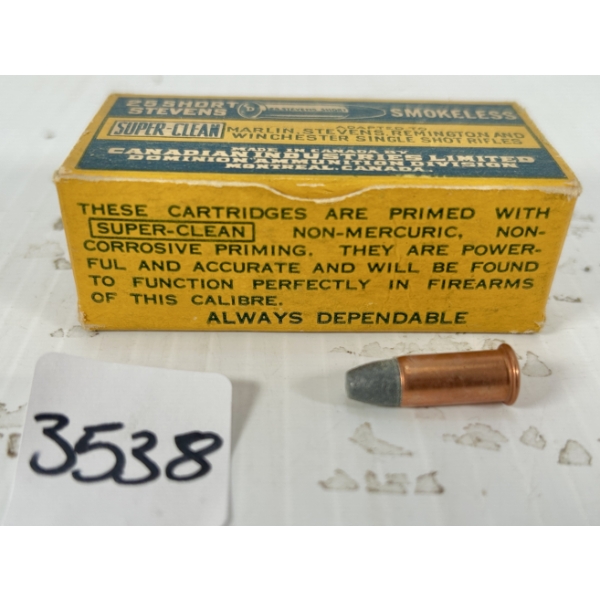 25 SHORT
STEVENS
SMOKELESS
SUPER-CLEAN
MARLIN, STEVENS, REMINGTON AND
WINCHESTER SINGLE SHOT RIFLES
MADE IN CANADA BY
CANADIAN INDUSTRIES LIMITED
DOMINION AMMUNITION DIVISION
MONTREAL, CANADA
THESE CARTRIDGES ARE PRIMED WITH
SUPER-CLEAN NON-MERCURIC, NON-
CORROSIVE PRIMING. THEY ARE POWER-
FUL AND ACCURATE AND WILL BE FOUND
TO FUNCTION PERFECTLY IN FIREARMS
OF THIS CALIBRE.
ALWAYS DEPENDABLE
3538